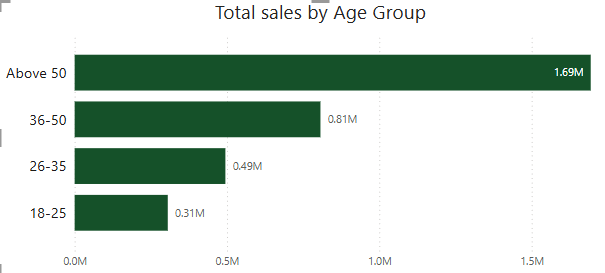 Total sales by Age Group
Above 50 1.69M
36-50 0.81M
26-35 0.49M
18-25 0.31M
0.0M 0.5M 1.0M 1.5M